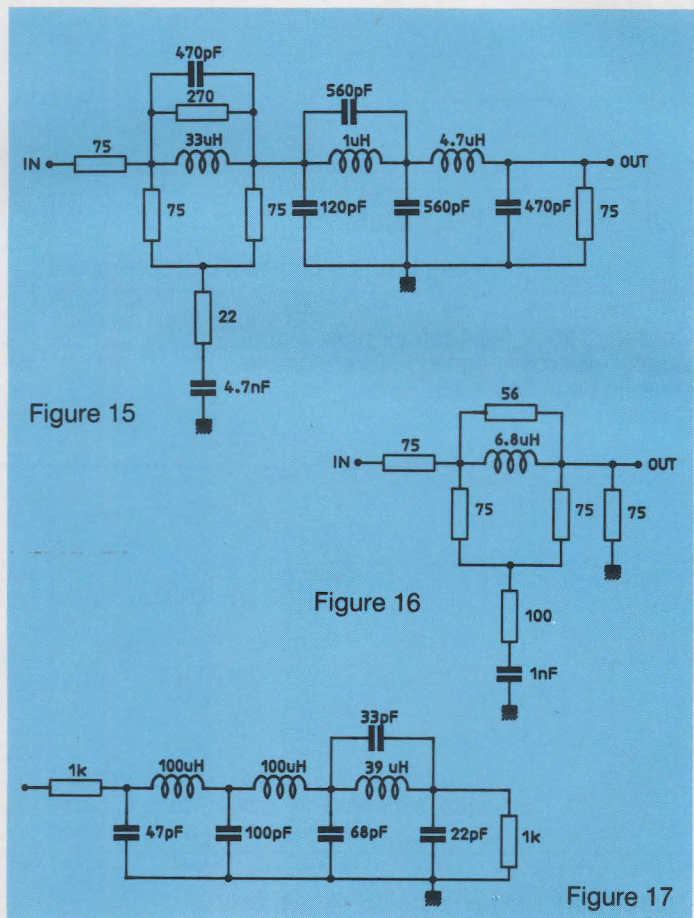 470pF
270
560pF
75
33uH
1uH
4.7uH
IN
OUT
75
75
120pF
560pF
470pF
75
22
4.7nF
Figure 15
56
75
6.8uH
IN
OUT
75
75
75
Figure 16
100
1nF
33pF
1k
100uH
100uH
39 uH
47pF
100pF
68pF
22pF
1k
Figure 17